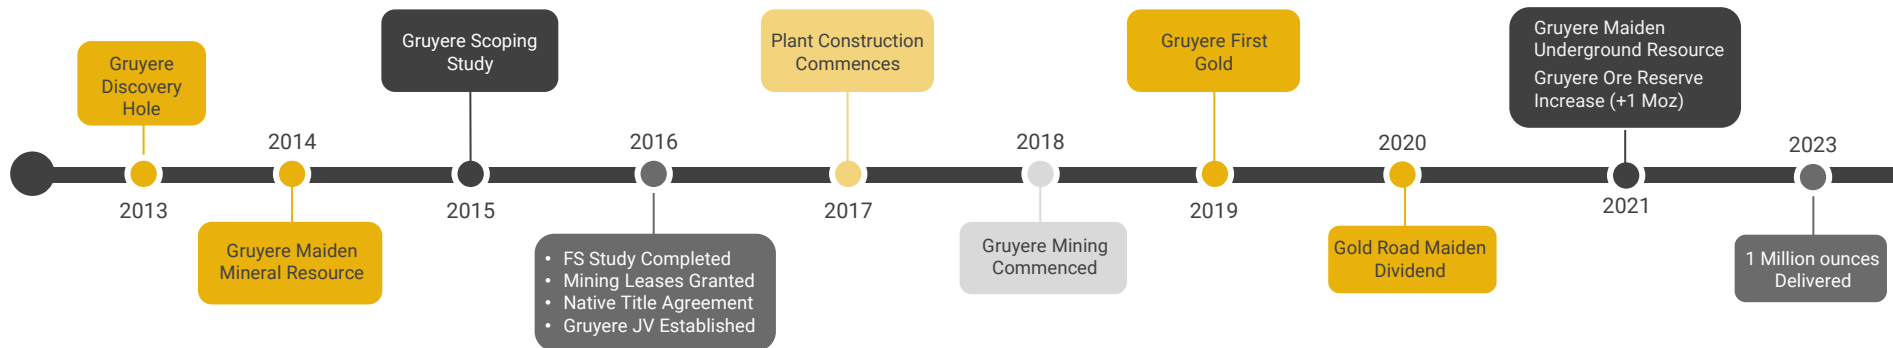 Gruyere
Discovery
Hole
2013
2014
Gruyere Maiden
Mineral Resource
Gruyere Scoping
Study
2015
2016
• FS Study Completed
• Mining Leases Granted
• Native Title Agreement
• Gruyere JV Established
Plant Construction
Commences
2017
2018
Gruyere Mining
Commenced
Gruyere First
Gold
2019
2020
Gold Road Maiden
Dividend
Gruyere Maiden
Underground Resource
Gruyere Ore Reserve
Increase (+1 Moz)
2021
2023
1 Million ounces
Delivered